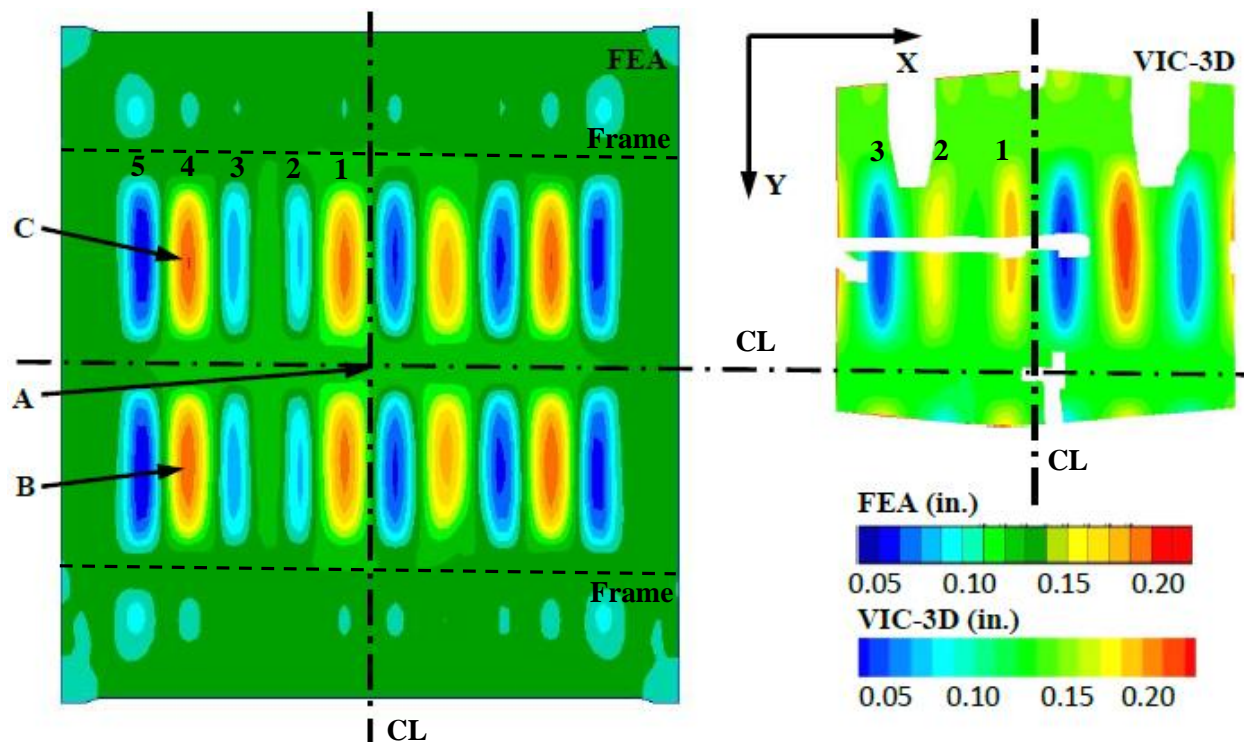 FEA
Frame
5 4 3 2 1
C
A
B
Frame
CL
X
VIC-3D
Y
3 2 1
CL
CL
FEA (in.)
0.05 0.10 0.15 0.20
VIC-3D (in.)
0.05 0.10 0.15 0.20